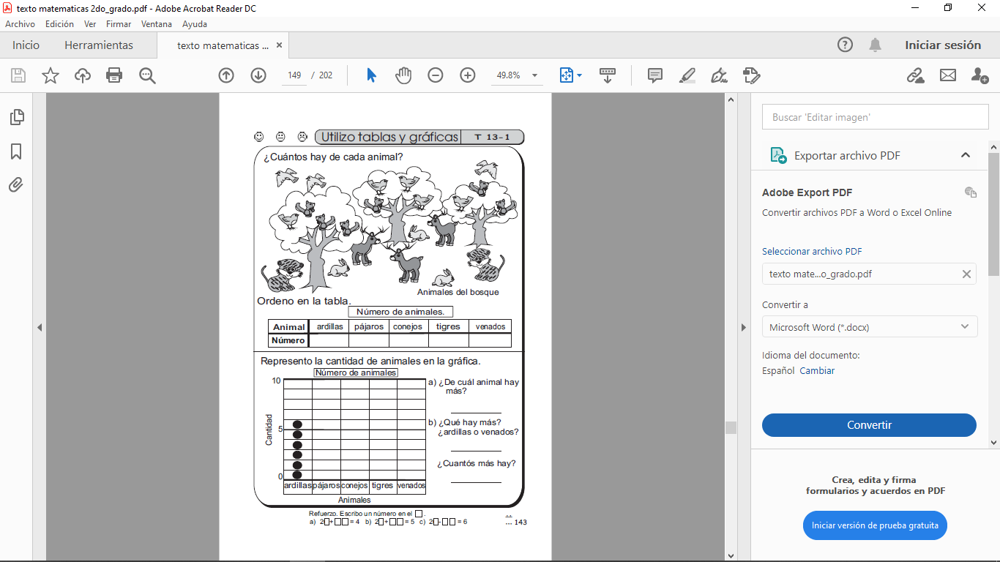 texto matematicas 2do_grado.pdf - Adobe Acrobat Reader DC
Archivo Edición Ver Firmar Ventana Ayuda
Inicio Herramientas texto matematicas ... × Iniciar sesión
149 / 202 49.8%
Utilizo tablas y gráficas T 13-1
¿Cuántos hay de cada animal?
Animales del bosque
Ordeno en la tabla.
Número de animales.
Animal ardillas pájaros conejos tigres venados
Número
Represento la cantidad de animales en la gráfica.
Número de animales
10
5
0
Cantidad
ardillas pájaros conejos tigres venados
Animales
a) ¿De cuál animal hay
más?
b) ¿Qué hay más?
¿ardillas o venados?
¿Cuantós más hay?
Refuerzo. Escribo un número en el □ .
a) 2□+□□ = 4 b) 2□+□□ = 5 c) 2□-□□ = 6
... 143
Buscar 'Editar imagen'
Exportar archivo PDF
Adobe Export PDF
Convertir archivos PDF a Word o Excel Online
Seleccionar archivo PDF
texto mate...o_grado.pdf
Convertir a
Microsoft Word (*.docx)
Idioma del documento:
Español Cambiar
Convertir
Crea, edita y firma
formularios y acuerdos en PDF
Iniciar versión de prueba gratuita